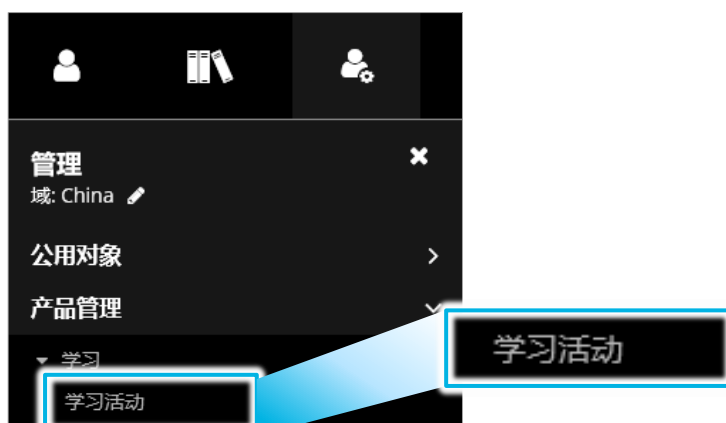 管理
域: China
公用对象
产品管理
学习
学习活动
学习活动